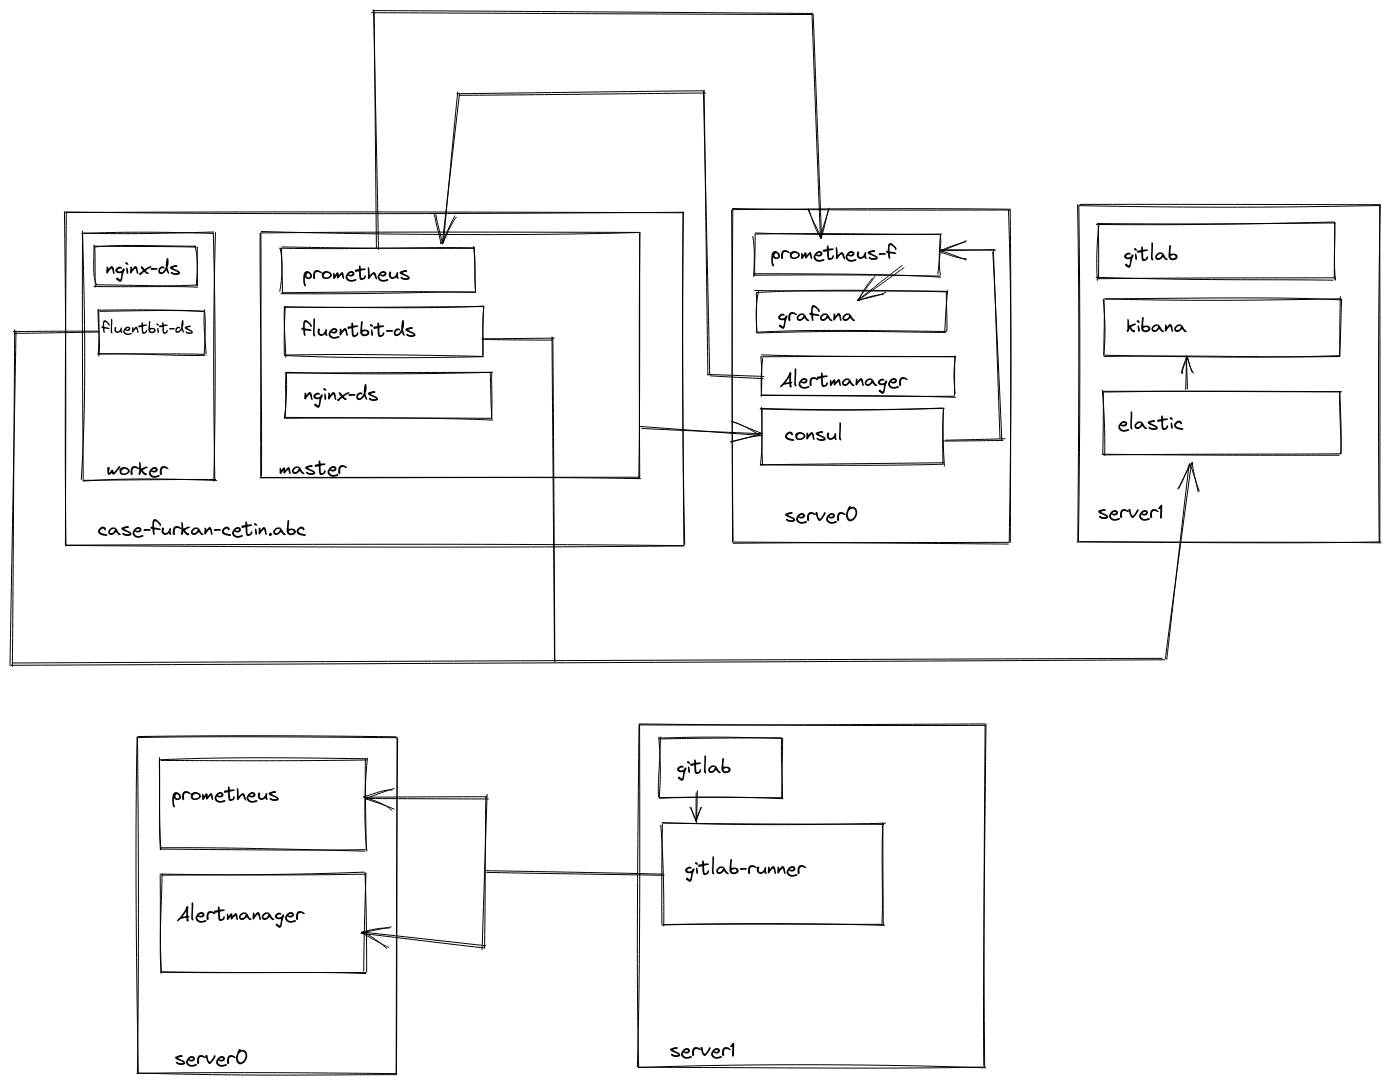 nginx-ds
fluentbit-ds
worker
prometheus
fluentbit-ds
nginx-ds
master
case-furkan-cetin.abc
prometheus-f
grafana
Alertmanager
consul
server0
gitlab
kibana
elastic
server1
prometheus
Alertmanager
server0
gitlab
gitlab-runner
server1